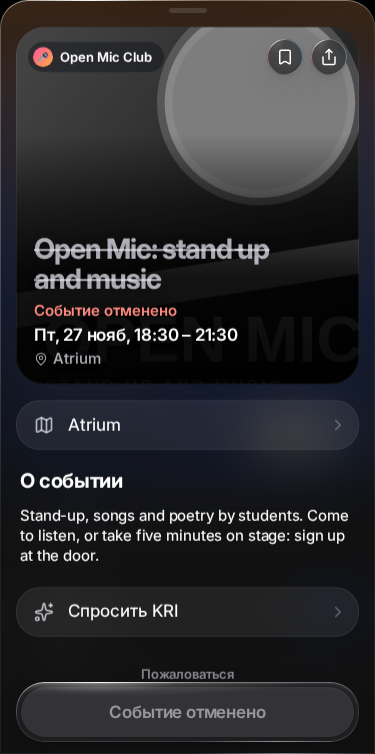 Open Mic Club
Open Mic: stand up
and music
Событие отменено
Пт, 27 нояб, 18:30 – 21:30
Atrium
Atrium
О событии
Stand-up, songs and poetry by students. Come
to listen, or take five minutes on stage: sign up
at the door.
Спросить KRI
Пожаловаться
Событие отменено